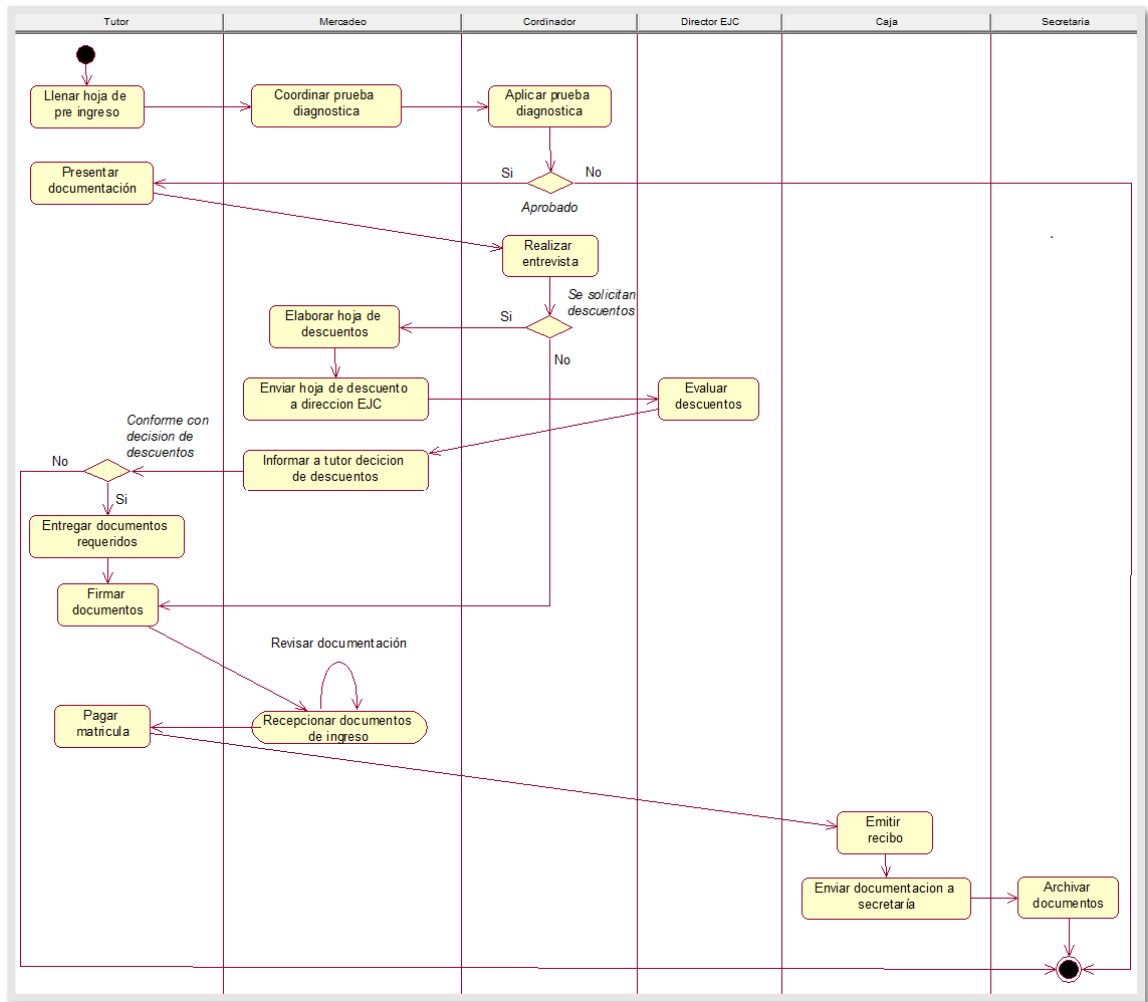 Tutor
Mercadeo
Cordinador
Director EJC
Caja
Secretaria
Llenar hoja de
pre ingreso
Coordinar prueba
diagnostica
Aplicar prueba
diagnostica
Presentar
documentación
Si
No
Aprobado
Realizar
entrevista
Se solicitan
descuentos
Elaborar hoja de
descuentos
Si
No
Enviar hoja de descuento
a direccion EJC
Evaluar
descuentos
Conforme con
decision de
descuentos
No
Informar a tutor decicion
de descuentos
Si
Entregar documentos
requeridos
Firmar
documentos
Revisar documentación
Pagar
matricula
Recepcionar documentos
de ingreso
Emitir
recibo
Enviar documentacion a
secretaría
Archivar
documentos